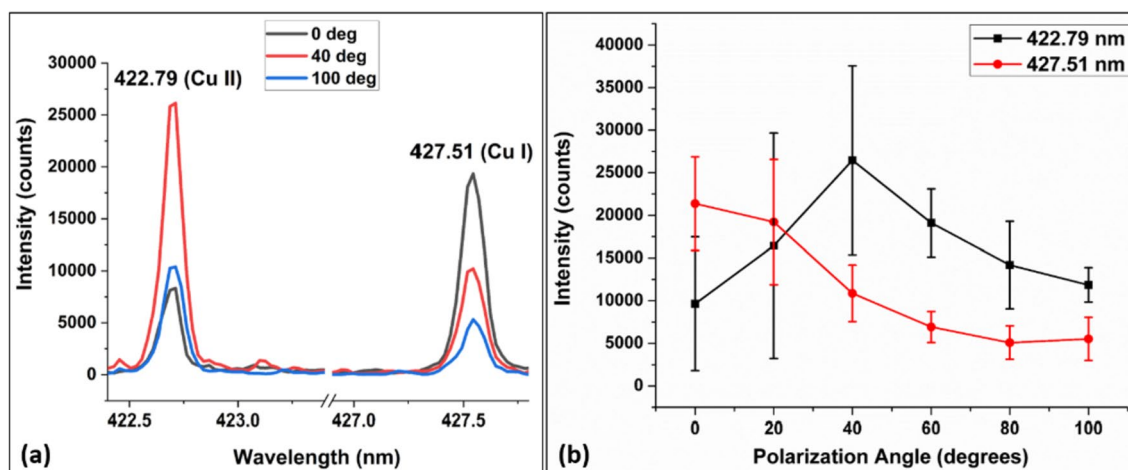 0 deg
40 deg
100 deg
422.79 (Cu II)
427.51 (Cu I)
30000
25000
20000
15000
10000
5000
0
Intensity (counts)
422.5 423.0 427.0 427.5
Wavelength (nm)
(a)
422.79 nm
427.51 nm
40000
35000
30000
25000
20000
15000
10000
5000
0
Intensity (counts)
0 20 40 60 80 100
Polarization Angle (degrees)
(b)